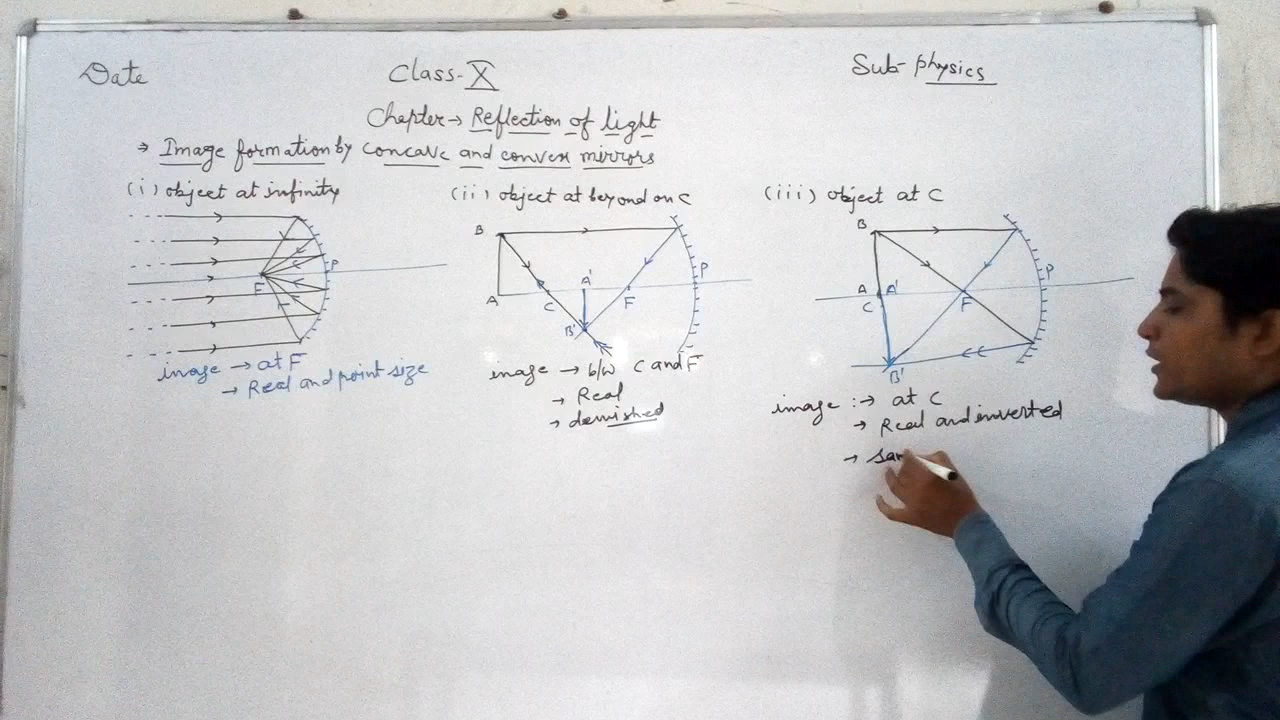 Date
Class-X
Sub-physics
Chapter→ Reflection of light
→ Image formation by concave and convex mirrors
(i) object at infinity
(ii) object at beyond on C
(iii) object at C
F
P
B
A
C
A'
B'
F
P
B
A A'
C
F
P
B'
image → at F
→ Real and point size
image → b/w C and F
→ Real
→ deminished
image :→ at C
→ Real and inverted
→ sam